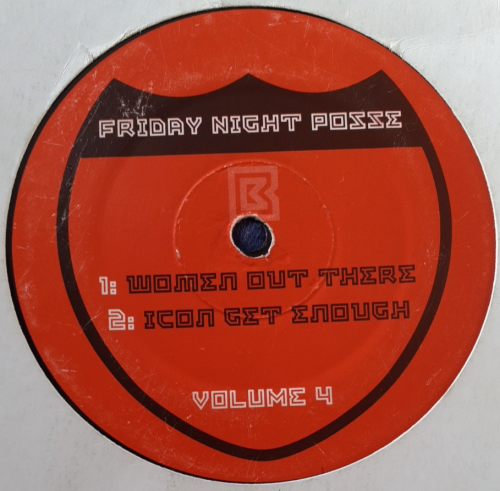 FRIDAY NIGHT POSSE
B
1: WOMEN OUT THERE
2: ICON GET ENOUGH
VOLUME 4